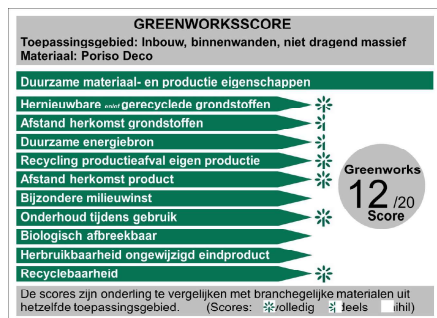 GREENWORKSSCORE
Toepassingsgebied: Inbouw, binnenwanden, niet dragend massief
Materiaal: Poriso Deco
Duurzame materiaal- en productie eigenschappen
Hernieuwbare en/of gerecyclede grondstoffen
Afstand herkomst grondstoffen
Duurzame energiebron
Recycling productieafval eigen productie
Afstand herkomst product
Bijzondere milieuwinst
Onderhoud tijdens gebruik
Biologisch afbreekbaar
Herbruikbaarheid ongewijzigd eindproduct
Recyclebaarheid
Greenworks
12/20
Score
De scores zijn onderling te vergelijken met branchegelijke materialen uit
hetzelfde toepassingsgebied. (Scores: volledig deels nihil)